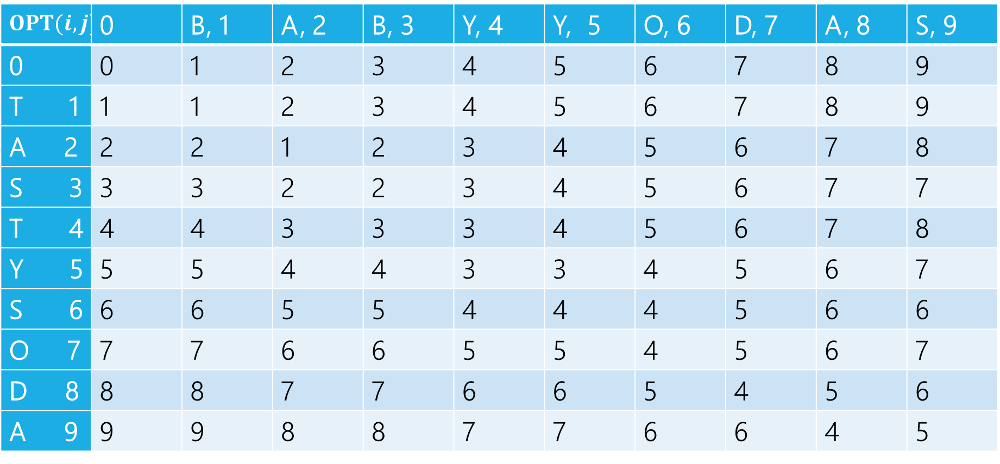 OPT(i,j) 0 B, 1 A, 2 B, 3 Y, 4 Y, 5 O, 6 D, 7 A, 8 S, 9
0 0 1 2 3 4 5 6 7 8 9
T 1 1 1 2 3 4 5 6 7 8 9
A 2 2 2 1 2 3 4 5 6 7 8
S 3 3 3 2 2 3 4 5 6 7 7
T 4 4 4 3 3 3 4 5 6 7 8
Y 5 5 5 4 4 3 3 4 5 6 7
S 6 6 6 5 5 4 4 4 5 6 6
O 7 7 7 6 6 5 5 4 5 6 7
D 8 8 8 7 7 6 6 5 4 5 6
A 9 9 9 8 8 7 7 6 6 4 5